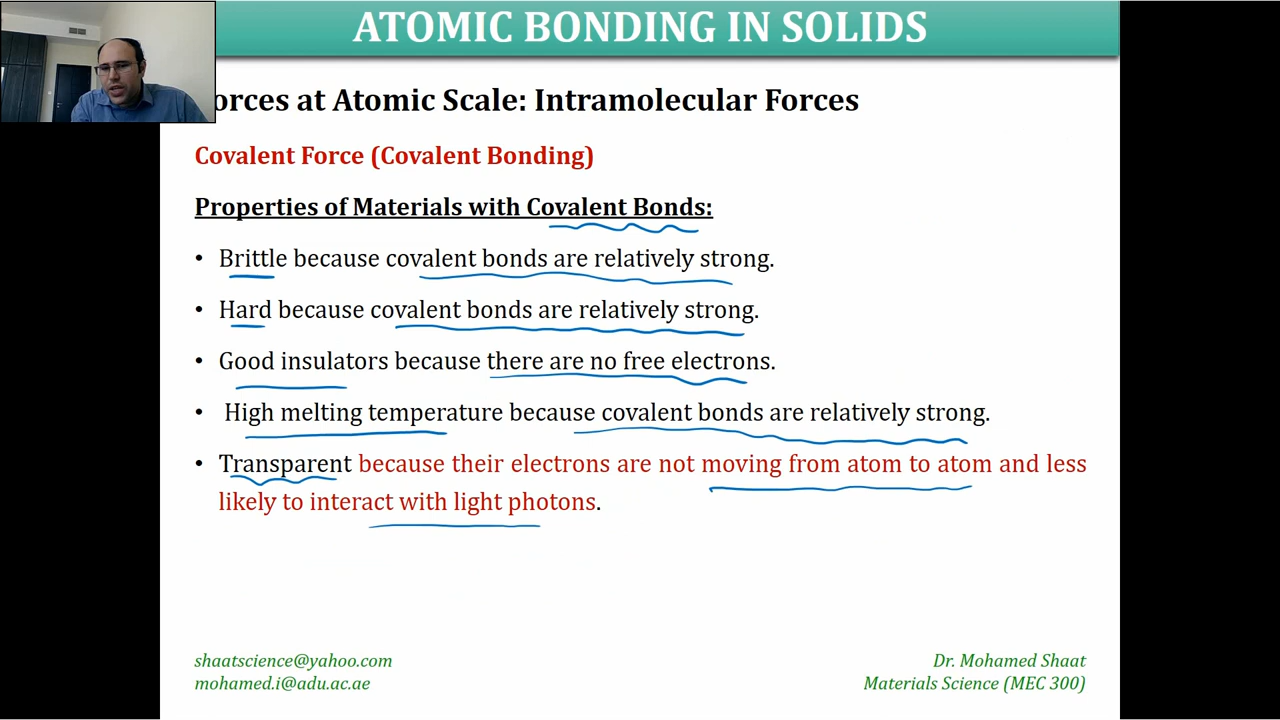 ATOMIC BONDING IN SOLIDS
orces at Atomic Scale: Intramolecular Forces
Covalent Force (Covalent Bonding)
Properties of Materials with Covalent Bonds:
• Brittle because covalent bonds are relatively strong.
• Hard because covalent bonds are relatively strong.
• Good insulators because there are no free electrons.
• High melting temperature because covalent bonds are relatively strong.
• Transparent because their electrons are not moving from atom to atom and less
likely to interact with light photons.
shaatscience@yahoo.com
mohamed.i@adu.ac.ae
Dr. Mohamed Shaat
Materials Science (MEC 300)